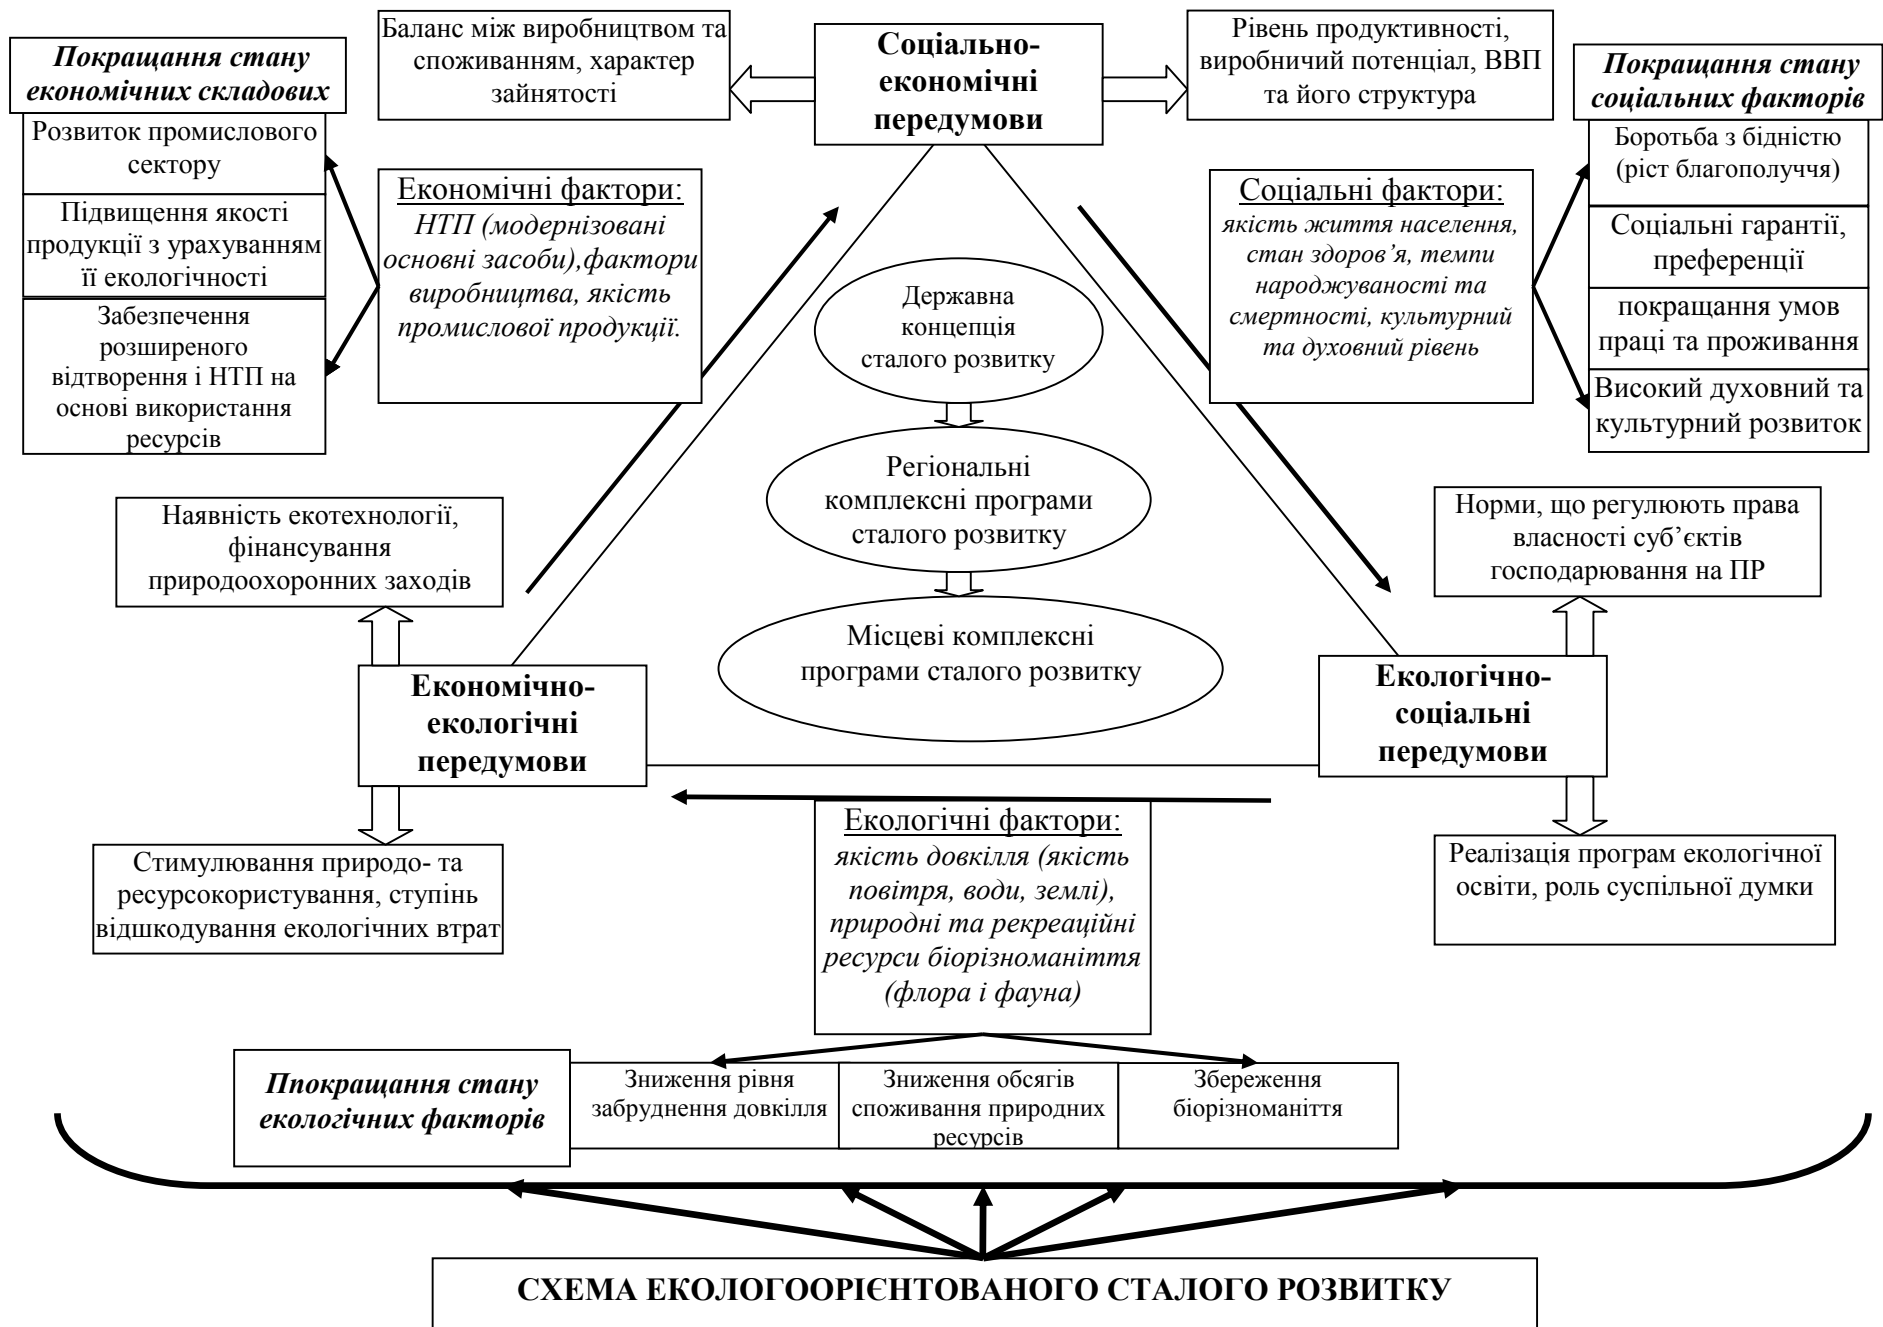 Баланс між виробництвом та
споживанням, характер
зайнятості
Соціально-
економічні
передумови
Рівень продуктивності,
виробничий потенціал, ВВП
та його структура
Покращання стану
економічних складових
Розвиток промислового
сектору
Підвищення якості
продукції з урахуванням
її екологічності
Забезпечення
розширеного
відтворення і НТП на
основі використання
ресурсів
Економічні фактори:
НТП (модернізовані
основні засоби),фактори
виробництва, якість
промислової продукції.
Державна
концепція
сталого розвитку
Регіональні
комплексні програми
сталого розвитку
Місцеві комплексні
програми сталого розвитку
Соціальні фактори:
якість життя населення,
стан здоров’я, темпи
народжуваності та
смертності, культурний
та духовний рівень
Покращання стану
соціальних факторів
Боротьба з бідністю
(ріст благополуччя)
Соціальні гарантії,
преференції
покращання умов
праці та проживання
Високий духовний та
культурний розвиток
Наявність екотехнології,
фінансування
природоохоронних заходів
Економічно-
екологічні
передумови
Стимулювання природо- та
ресурсокористування, ступінь
відшкодування екологічних втрат
Норми, що регулюють права
власності суб’єктів
господарювання на ПР
Екологічно-
соціальні
передумови
Реалізація програм екологічної
освіти, роль суспільної думки
Екологічні фактори:
якість довкілля (якість
повітря, води, землі),
природні та рекреаційні
ресурси біорізноманіття
(флора і фауна)
Ппокращання стану
екологічних факторів
Зниження рівня
забруднення довкілля
Зниження обсягів
споживання природних
ресурсів
Збереження
біорізноманіття
СХЕМА ЕКОЛОГООРІЄНТОВАНОГО СТАЛОГО РОЗВИТКУ